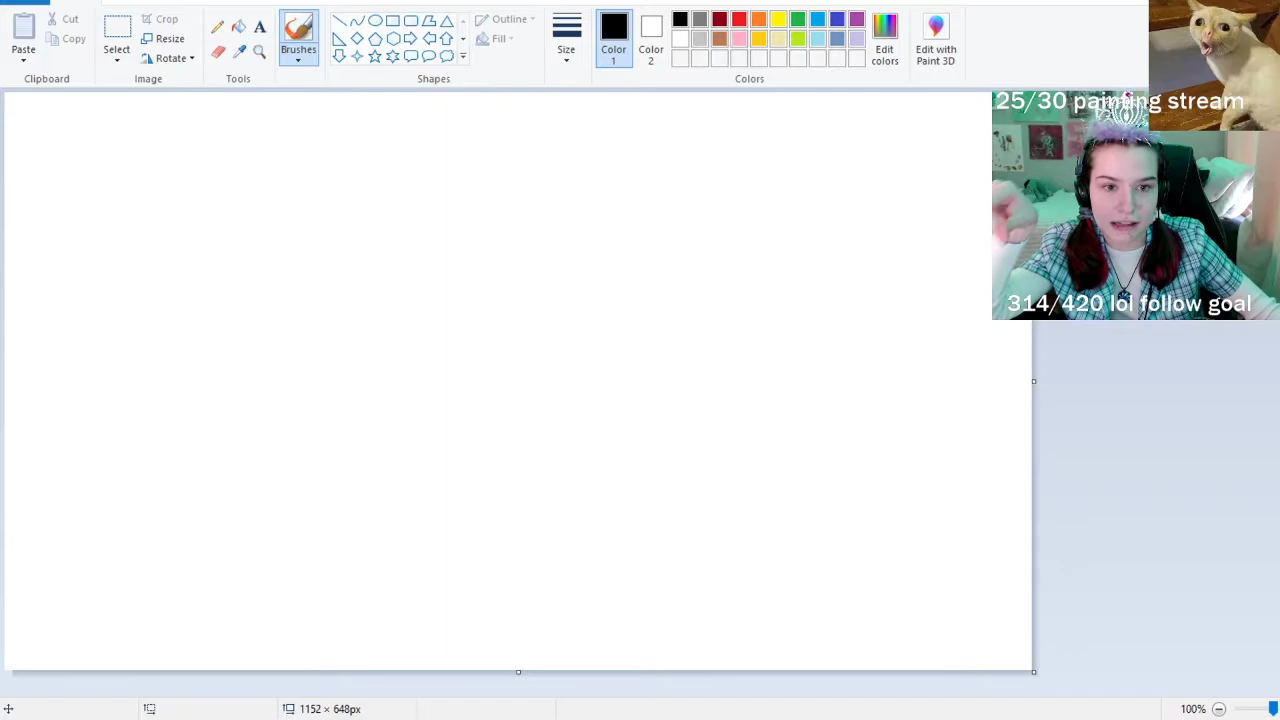 Paste
Cut
Copy
Clipboard
Select
Crop
Resize
Rotate
Image
Tools
Brushes
Shapes
Outline
Fill
Size
Color
1
Color
2
Colors
Edit
colors
Edit with
Paint 3D
25/30 painting stream
314/420 lol follow goal
1152 × 648px
100%